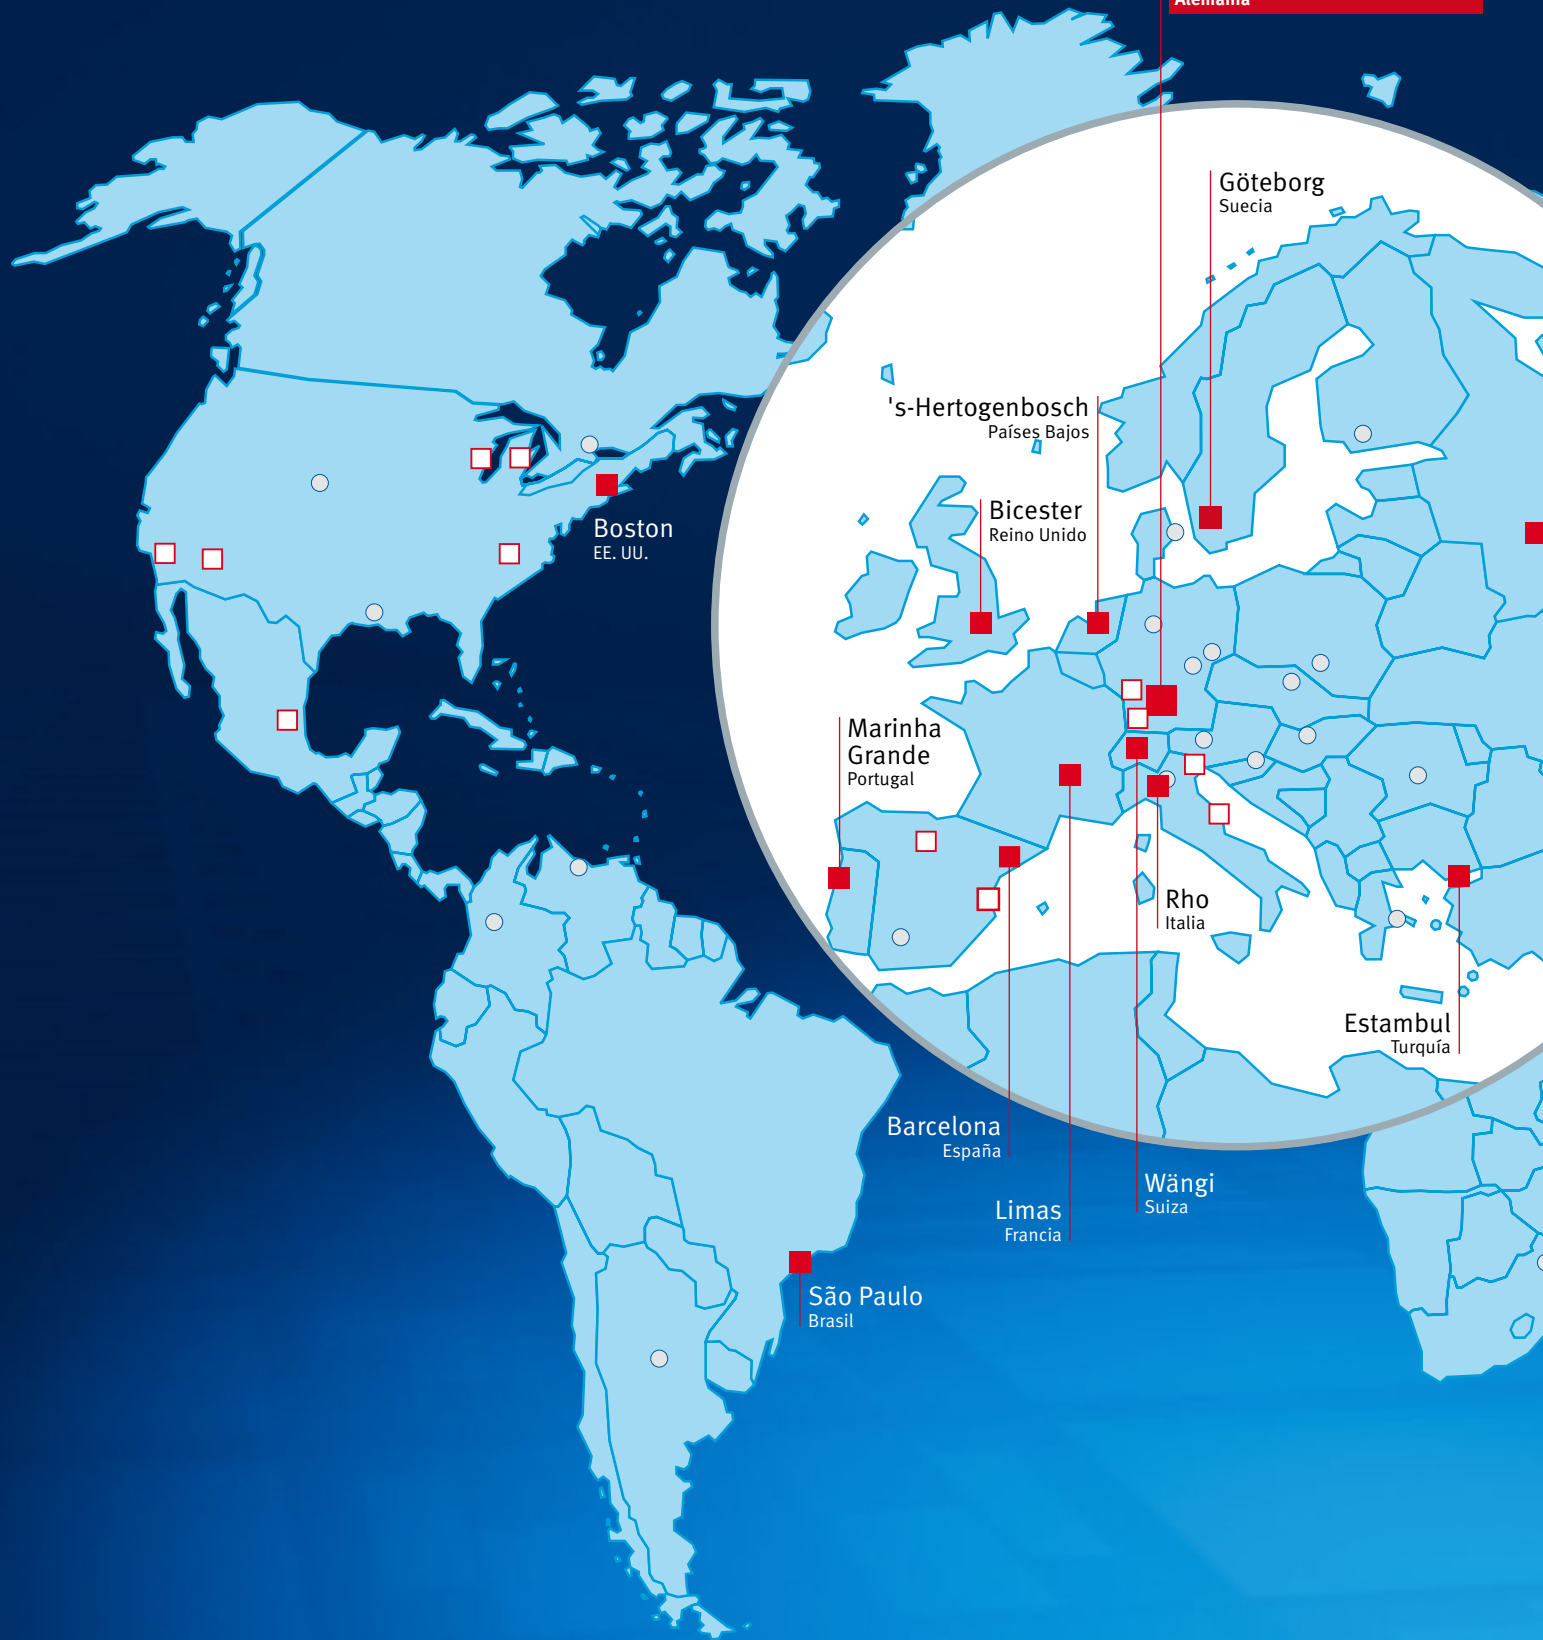 Alemania
Göteborg
Suecia
's-Hertogenbosch
Países Bajos
Bicester
Reino Unido
Boston
EE. UU.
Marinha
Grande
Portugal
Rho
Italia
Estambul
Turquía
Barcelona
España
Wängi
Suiza
Limas
Francia
São Paulo
Brasil